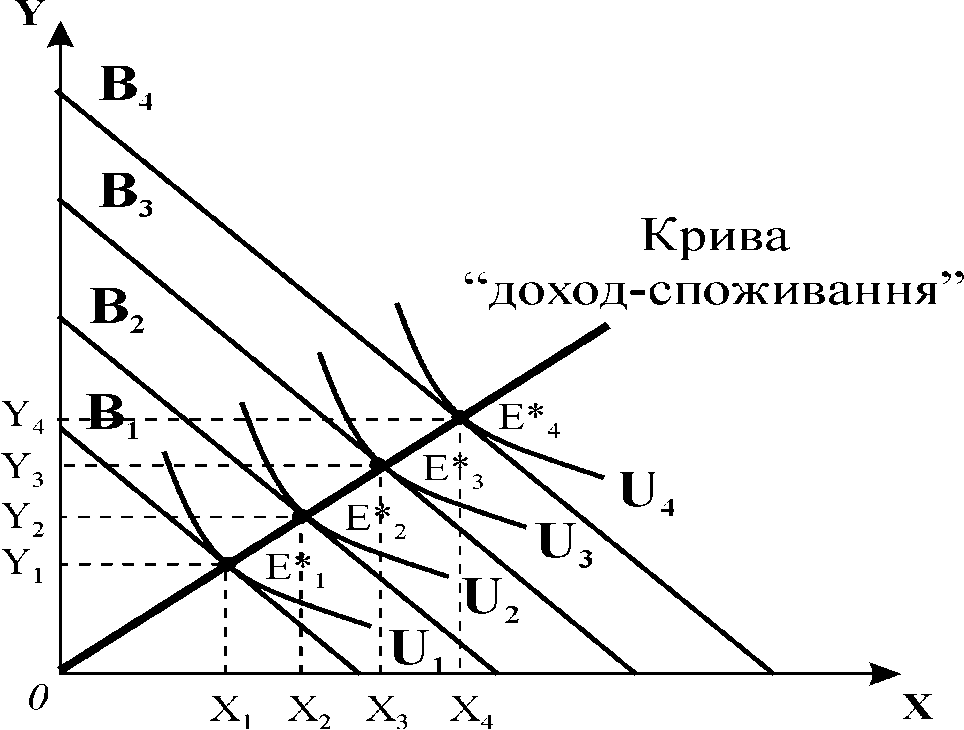 Y
B₄
B₃
Крива
“доход-споживання”
B₂
B₁
Y₄
E*₄
Y₃
E*₃
U₄
Y₂
E*₂
U₃
Y₁
E*₁
U₂
U₁
0
X₁ X₂ X₃ X₄
X